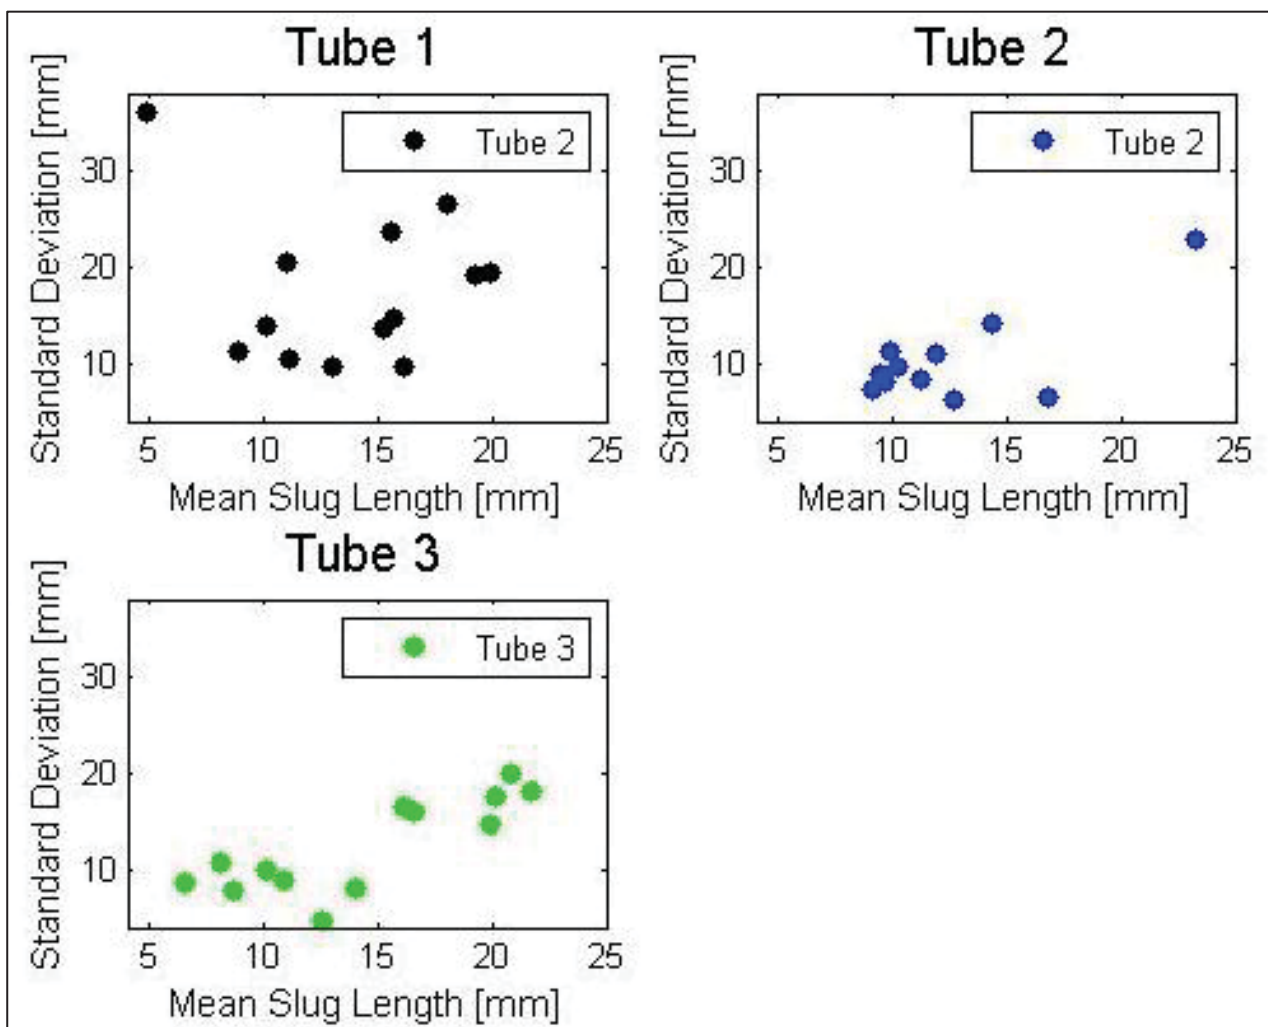 Tube 1
Standard Deviation [mm]
30
20
10
Tube 2
5 10 15 20 25
Mean Slug Length [mm]
Tube 2
Standard Deviation [mm]
30
20
10
Tube 2
5 10 15 20 25
Mean Slug Length [mm]
Tube 3
Standard Deviation [mm]
30
20
10
Tube 3
5 10 15 20 25
Mean Slug Length [mm]